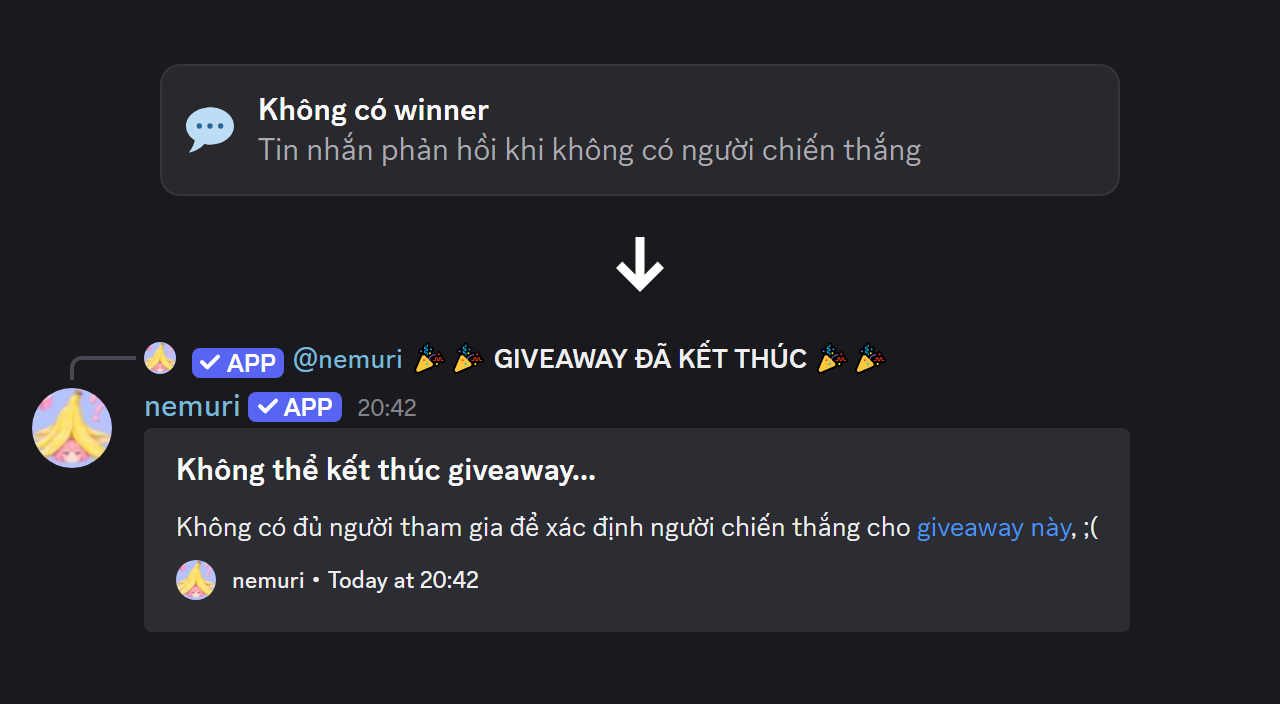 Không có winner
Tin nhắn phản hồi khi không có người chiến thắng
✓ APP @nemuri 🎉 🎉 GIVEAWAY ĐÃ KẾT THÚC 🎉 🎉
nemuri ✓ APP 20:42
Không thể kết thúc giveaway...
Không có đủ người tham gia để xác định người chiến thắng cho giveaway này, ;(
nemuri • Today at 20:42